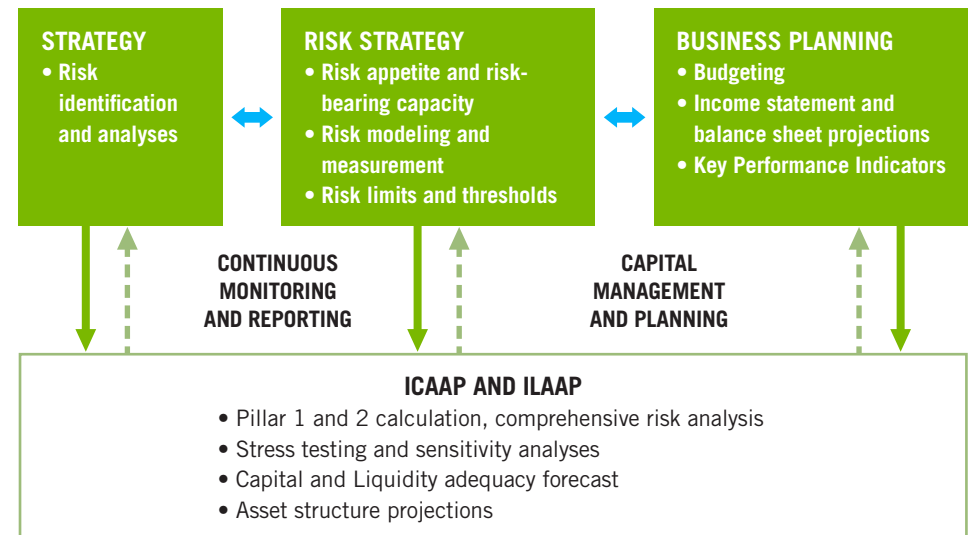 STRATEGY
• Risk
identification
and analyses
RISK STRATEGY
• Risk appetite and risk-
bearing capacity
• Risk modeling and
measurement
• Risk limits and thresholds
BUSINESS PLANNING
• Budgeting
• Income statement and
balance sheet projections
• Key Performance Indicators
CONTINUOUS
MONITORING
AND REPORTING
CAPITAL
MANAGEMENT
AND PLANNING
ICAAP AND ILAAP
• Pillar 1 and 2 calculation, comprehensive risk analysis
• Stress testing and sensitivity analyses
• Capital and Liquidity adequacy forecast
• Asset structure projections